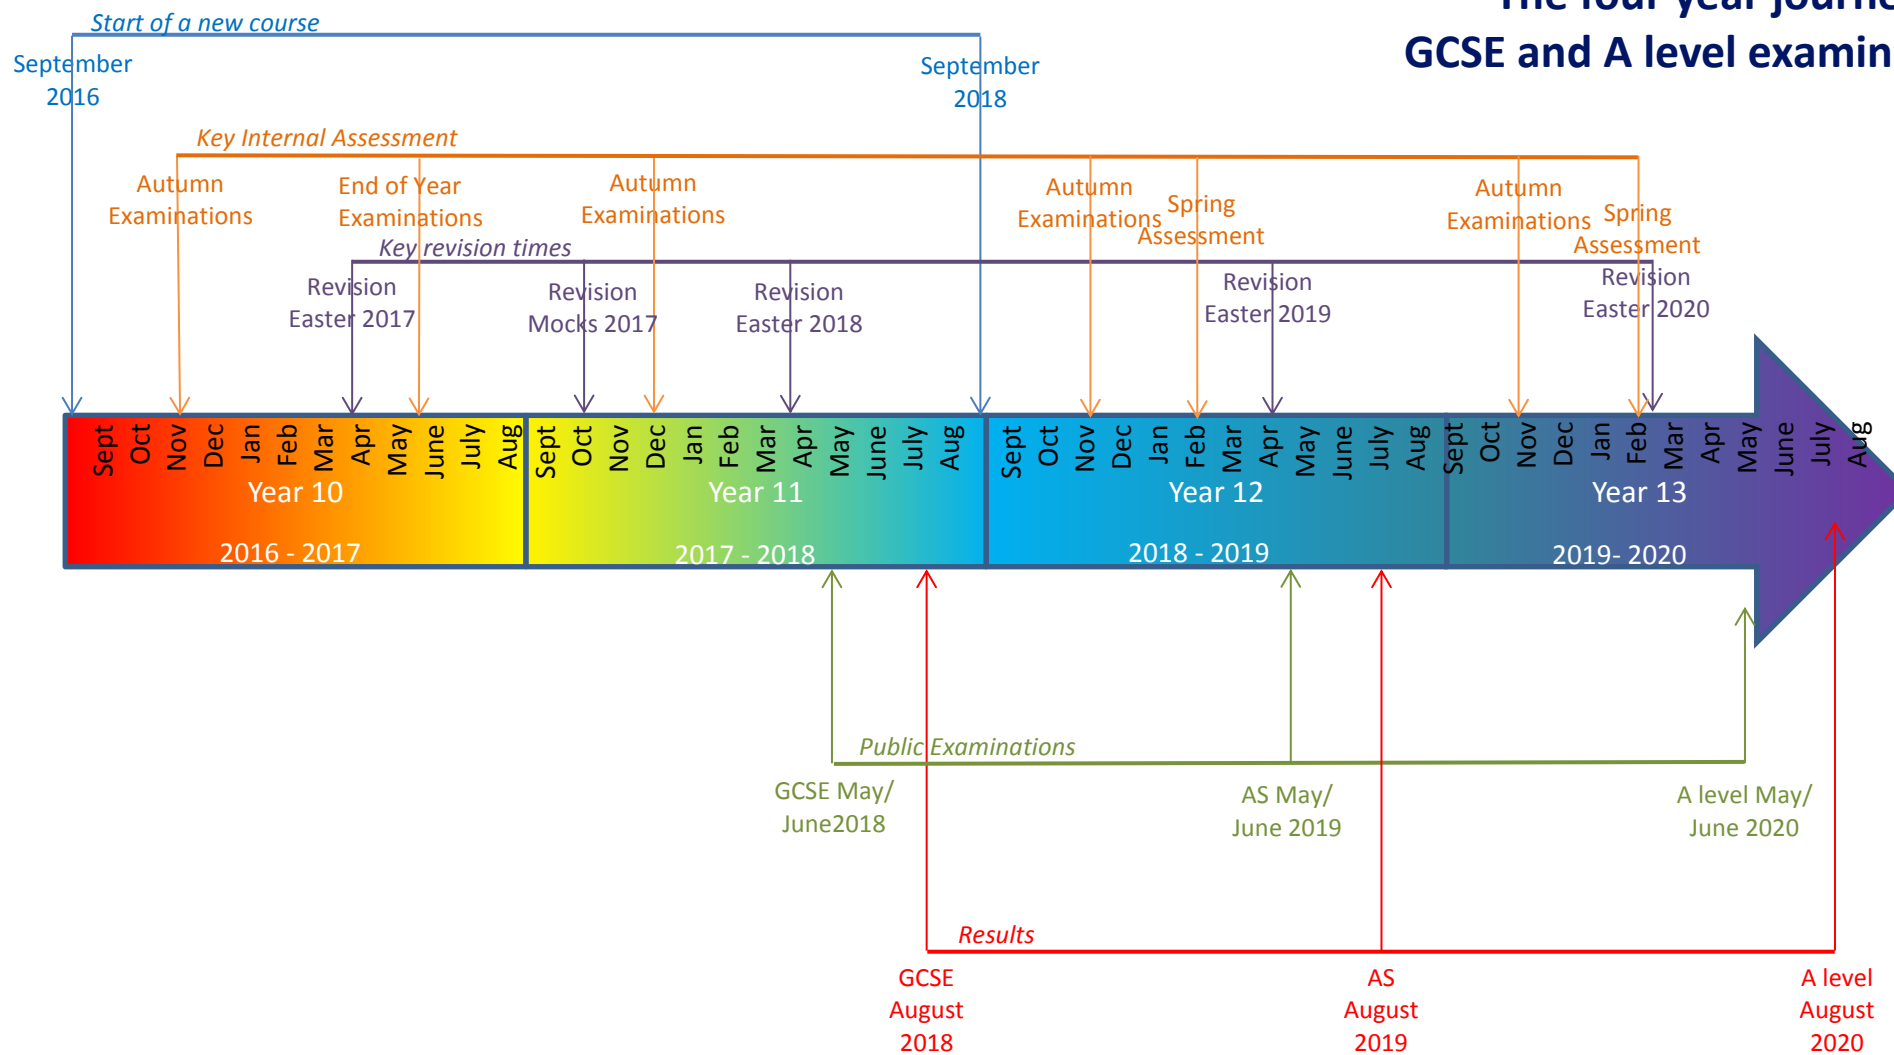 The four year journe
GCSE and A level examin
Start of a new course
September
2016
September
2018
Key Internal Assessment
Autumn
Examinations
End of Year
Examinations
Autumn
Examinations
Autumn
Examinations
Spring
Assessment
Autumn
Examinations
Spring
Assessment
Key revision times
Revision
Easter 2017
Revision
Mocks 2017
Revision
Easter 2018
Revision
Easter 2019
Revision
Easter 2020
Sept
Oct
Nov
Dec
Jan
Feb
Mar
Apr
May
June
July
Aug
Sept
Oct
Nov
Dec
Jan
Feb
Mar
Apr
May
June
July
Aug
Sept
Oct
Nov
Dec
Jan
Feb
Mar
Apr
May
June
July
Aug
Sept
Oct
Nov
Dec
Jan
Feb
Mar
Apr
May
June
July
Aug
Year 10
2016 - 2017
Year 11
2017 - 2018
Year 12
2018 - 2019
Year 13
2019- 2020
Public Examinations
GCSE May/
June2018
AS May/
June 2019
A level May/
June 2020
Results
GCSE
August
2018
AS
August
2019
A level
August
2020